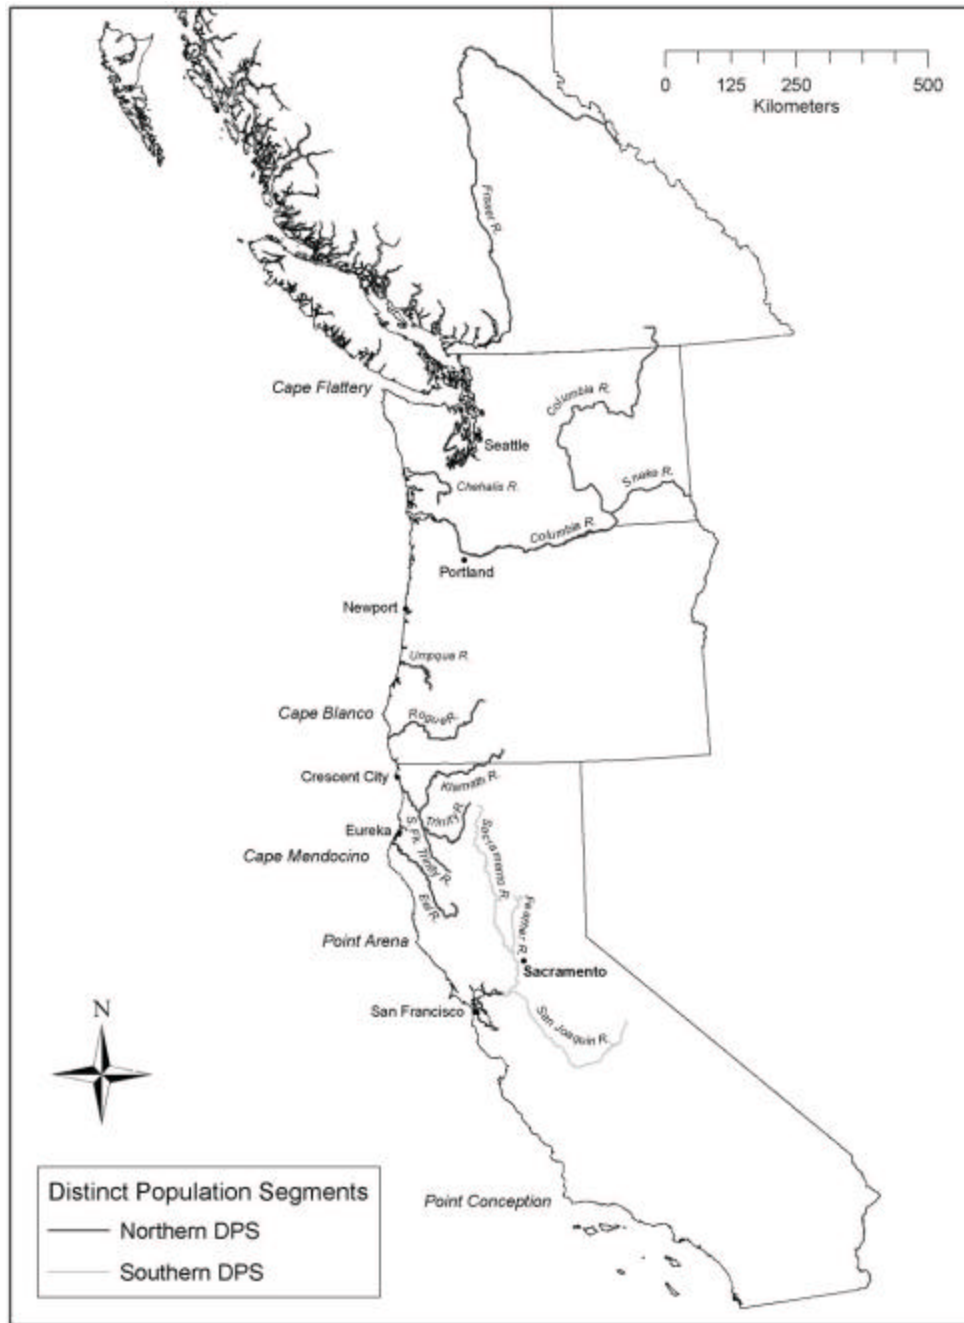 0 125 250 500
Kilometers
Fraser R.
Cape Flattery
Columbia R.
Seattle
Snake R.
Chehalis R.
Columbia R.
Portland
Newport
Umpqua R.
Cape Blanco
Rogue R.
Crescent City
Klamath R.
Trinity R.
Eureka
S. Fk. Trinity R.
Sacramento R.
Cape Mendocino
Eel R.
Feather R.
Point Arena
Sacramento
San Francisco
San Joaquin R.
N
Distinct Population Segments
Point Conception
Northern DPS
Southern DPS